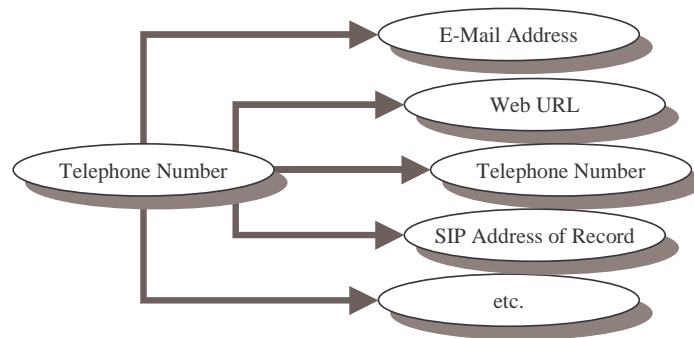 E-Mail Address
Web URL
Telephone Number
Telephone Number
SIP Address of Record
etc.